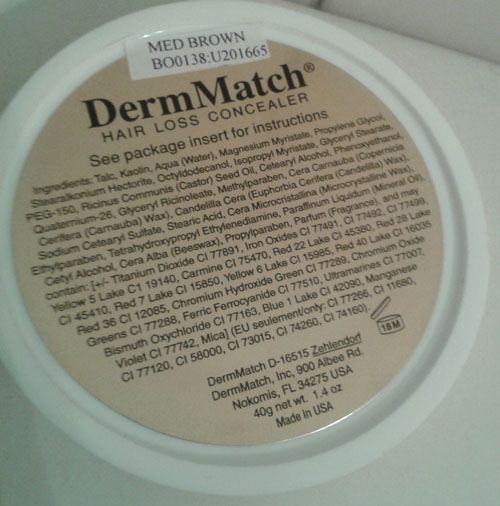 MED BROWN
BO0138:U201665
DermMatch®
HAIR LOSS CONCEALER
See package insert for instructions
Ingredients: Talc, Kaolin, Aqua (Water), Magnesium Myristate, Propylene Glycol,
Stearalkonium Hectorite, Octyldodecanol, Isopropyl Myristate, Glyceryl Stearate,
PEG-150, Ricinus Communis (Castor) Seed Oil, Cetearyl Alcohol, Phenoxyethanol,
Quaternium-26, Glyceryl Ricinoleate, Methylparaben, Cera Carnauba (Copernicia
Cerifera (Carnauba) Wax), Candelilla Cera (Euphorbia Cerifera (Candelilla) Wax),
Sodium Cetearyl Sulfate, Stearic Acid, Cera Microcristallina (Microcrystalline Wax),
Ethylparaben, Tetrahydroxypropyl Ethylenediamine, Paraffinum Liquidum (Mineral Oil),
Cetyl Alcohol, Cera Alba (Beeswax), Propylparaben, Parfum (Fragrance), and may
contain: [+/- Titanium Dioxide CI 77891, Iron Oxides CI 77491, CI 77492, CI 77499,
Yellow 5 Lake C1 19140, Carmine CI 75470, Red 22 Lake CI 45380, Red 28 Lake
CI 45410, Red 7 Lake CI 15850, Yellow 6 Lake CI 15985, Red 40 Lake CI 16035
Red 36 CI 12085, Chromium Hydroxide Green CI 77289, Chromium Oxide
Greens CI 77288, Ferric Ferrocyanide CI 77510, Ultramarines CI 77007,
Bismuth Oxychloride CI 77163, Blue 1 Lake CI 42090, Manganese
Violet CI 77742, Mica] (EU seulement/only: CI 77266, CI 11680,
CI 77120, CI 58000, CI 73015, CI 74260, CI 74160)
18M
DermMatch D-16515 Zehlendorf
DermMatch, Inc, 900 Albee Rd.
Nokomis, FL 34275 USA
40g net wt. 1.4 oz
Made in USA